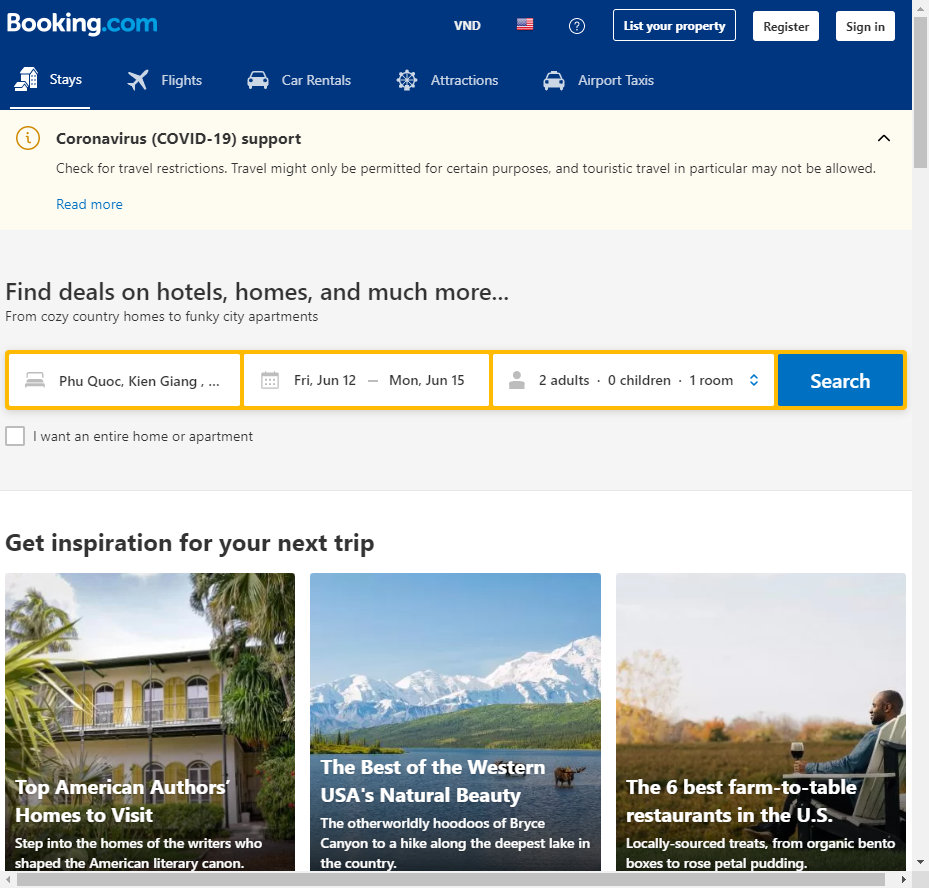 Booking.com
VND
List your property
Register
Sign in
Stays
Flights
Car Rentals
Attractions
Airport Taxis
Coronavirus (COVID-19) support
Check for travel restrictions. Travel might only be permitted for certain purposes, and touristic travel in particular may not be allowed.
Read more
Find deals on hotels, homes, and much more...
From cozy country homes to funky city apartments
Phu Quoc, Kien Giang , ...
Fri, Jun 12 — Mon, Jun 15
2 adults · 0 children · 1 room
Search
I want an entire home or apartment
Get inspiration for your next trip
Top American Authors’
Homes to Visit
Step into the homes of the writers who
shaped the American literary canon.
The Best of the Western
USA's Natural Beauty
The otherworldly hoodoos of Bryce
Canyon to a hike along the deepest lake in
the country.
The 6 best farm-to-table
restaurants in the U.S.
Locally-sourced treats, from organic bento
boxes to rose petal pudding.